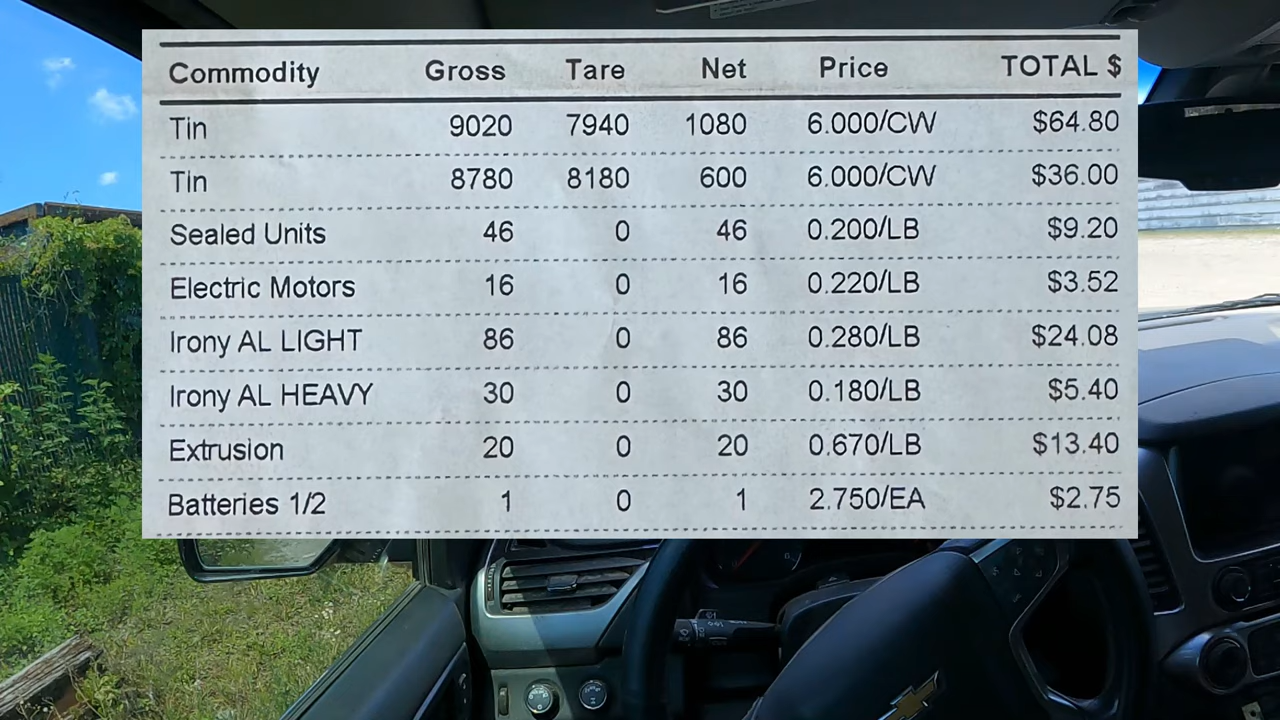 Commodity Gross Tare Net Price TOTAL $
Tin 9020 7940 1080 6.000/CW $64.80
Tin 8780 8180 600 6.000/CW $36.00
Sealed Units 46 0 46 0.200/LB $9.20
Electric Motors 16 0 16 0.220/LB $3.52
Irony AL LIGHT 86 0 86 0.280/LB $24.08
Irony AL HEAVY 30 0 30 0.180/LB $5.40
Extrusion 20 0 20 0.670/LB $13.40
Batteries 1/2 1 0 1 2.750/EA $2.75